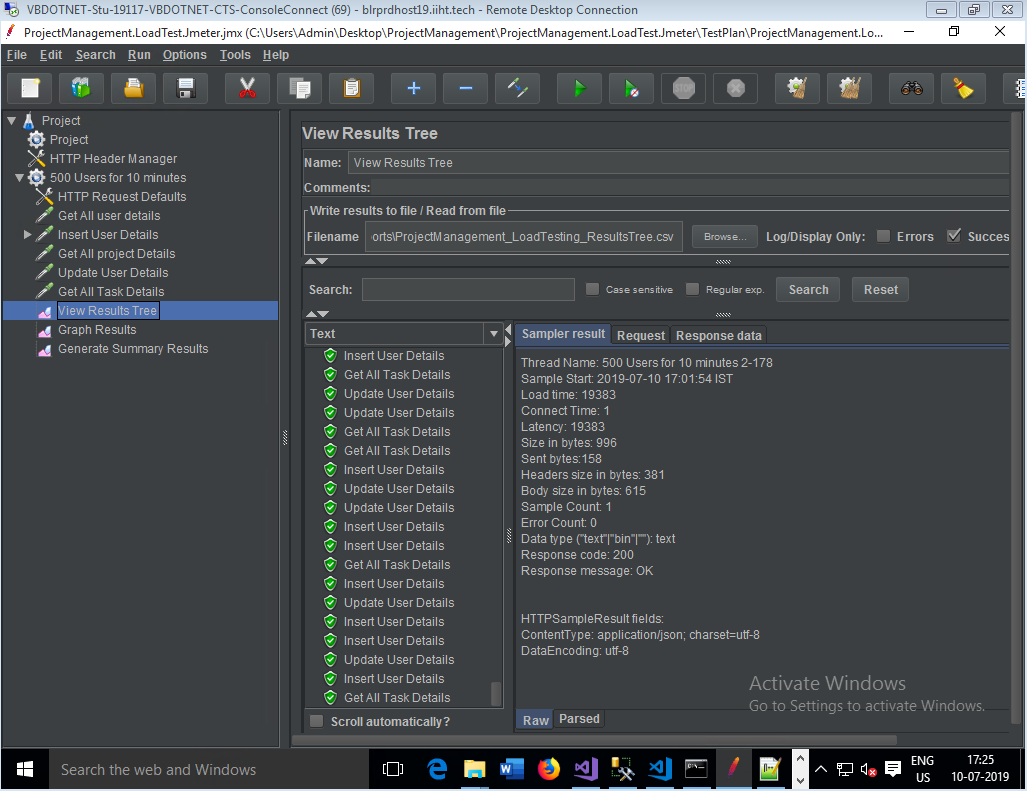 VBDOTNET-Stu-19117-VBDOTNET-CTS-ConsoleConnect (69) - blrprdhost19.iiht.tech - Remote Desktop Connection
ProjectManagement.LoadTest.Jmeter.jmx (C:\Users\Admin\Desktop\ProjectManagement\ProjectManagement.LoadTest.Jmeter\TestPlan\ProjectManagement.Lo...
File Edit Search Run Options Tools Help
Project
Project
HTTP Header Manager
500 Users for 10 minutes
HTTP Request Defaults
Get All user details
Insert User Details
Get All project Details
Update User Details
Get All Task Details
View Results Tree
Graph Results
Generate Summary Results
View Results Tree
Name: View Results Tree
Comments:
Write results to file / Read from file
Filename orts\ProjectManagement_LoadTesting_ResultsTree.csv Browse... Log/Display Only: Errors Succes
Search: Case sensitive Regular exp. Search Reset
Text
Insert User Details
Get All Task Details
Update User Details
Update User Details
Get All Task Details
Get All Task Details
Insert User Details
Update User Details
Update User Details
Insert User Details
Insert User Details
Get All Task Details
Insert User Details
Update User Details
Insert User Details
Insert User Details
Update User Details
Insert User Details
Get All Task Details
Scroll automatically?
Sampler result Request Response data
Thread Name: 500 Users for 10 minutes 2-178
Sample Start: 2019-07-10 17:01:54 IST
Load time: 19383
Connect Time: 1
Latency: 19383
Size in bytes: 996
Sent bytes:158
Headers size in bytes: 381
Body size in bytes: 615
Sample Count: 1
Error Count: 0
Data type ("text"|"bin"|""): text
Response code: 200
Response message: OK
HTTPSampleResult fields:
ContentType: application/json; charset=utf-8
DataEncoding: utf-8
Raw Parsed
Activate Windows
Go to Settings to activate Windows.
Search the web and Windows
ENG
US
17:25
10-07-2019